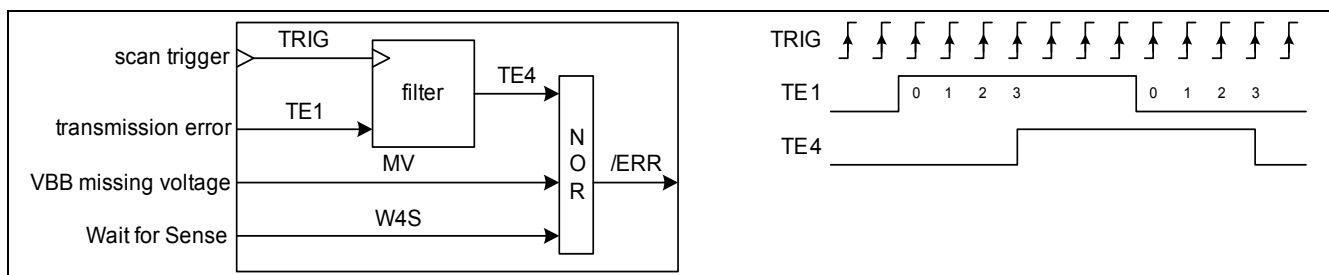 scan trigger
TRIG
filter
TE4
transmission error
TE1
VBB missing voltage
MV
Wait for Sense
W4S
NOR
/ERR
TRIG
TE1
0 1 2 3
0 1 2 3
TE4